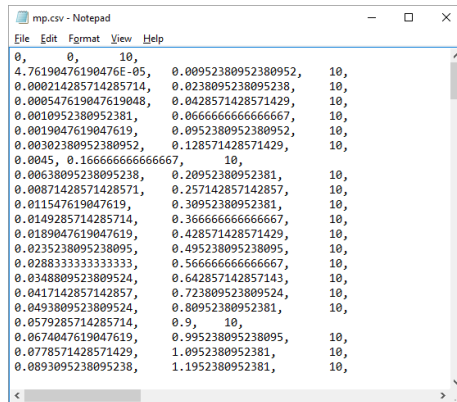 mp.csv - Notepad
File Edit Format View Help
0, 0, 10,
4.76190476190476E-05, 0.00952380952380952, 10,
0.000214285714285714, 0.0238095238095238, 10,
0.000547619047619048, 0.0428571428571429, 10,
0.0010952380952381, 0.0666666666666667, 10,
0.0019047619047619, 0.0952380952380952, 10,
0.00302380952380952, 0.128571428571429, 10,
0.0045, 0.166666666666667, 10,
0.00638095238095238, 0.20952380952381, 10,
0.00871428571428571, 0.257142857142857, 10,
0.011547619047619, 0.30952380952381, 10,
0.0149285714285714, 0.366666666666667, 10,
0.0189047619047619, 0.428571428571429, 10,
0.0235238095238095, 0.495238095238095, 10,
0.0288333333333333, 0.566666666666667, 10,
0.0348809523809524, 0.642857142857143, 10,
0.0417142857142857, 0.723809523809524, 10,
0.0493809523809524, 0.80952380952381, 10,
0.0579285714285714, 0.9, 10,
0.0674047619047619, 0.995238095238095, 10,
0.0778571428571429, 1.0952380952381, 10,
0.0893095238095238, 1.1952380952381, 10,